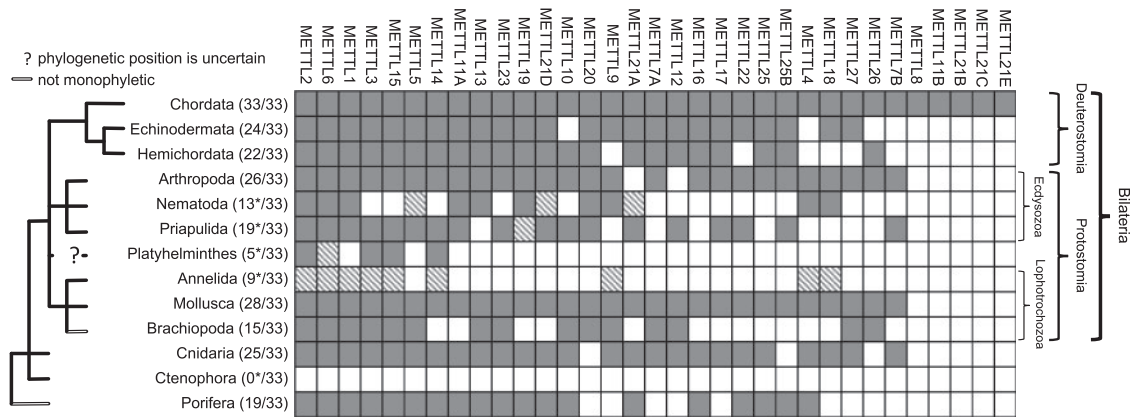 METTL2
METTL6
METTL1
METTL3
METTL15
METTL5
METTL14
METTL11A
METTL13
METTL23
METTL19
METTL21D
METTL10
METTL20
METTL9
METTL21A
METTL7A
METTL12
METTL16
METTL17
METTL22
METTL25
METTL25B
METTL4
METTL18
METTL27
METTL26
METTL7B
METTL8
METTL11B
METTL21B
METTL21C
METTL21E
? phylogenetic position is uncertain
not monophyletic
Chordata (33/33)
Echinodermata (24/33)
Hemichordata (22/33)
Arthropoda (26/33)
Nematoda (13*/33)
Priapulida (19*/33)
? Platyhelminthes (5*/33)
Annelida (9*/33)
Mollusca (28/33)
Brachiopoda (15/33)
Cnidaria (25/33)
Ctenophora (0*/33)
Porifera (19/33)
Deuterostomia
Ecdysozoa
Lophotrochozoa
Protostomia
Bilateria